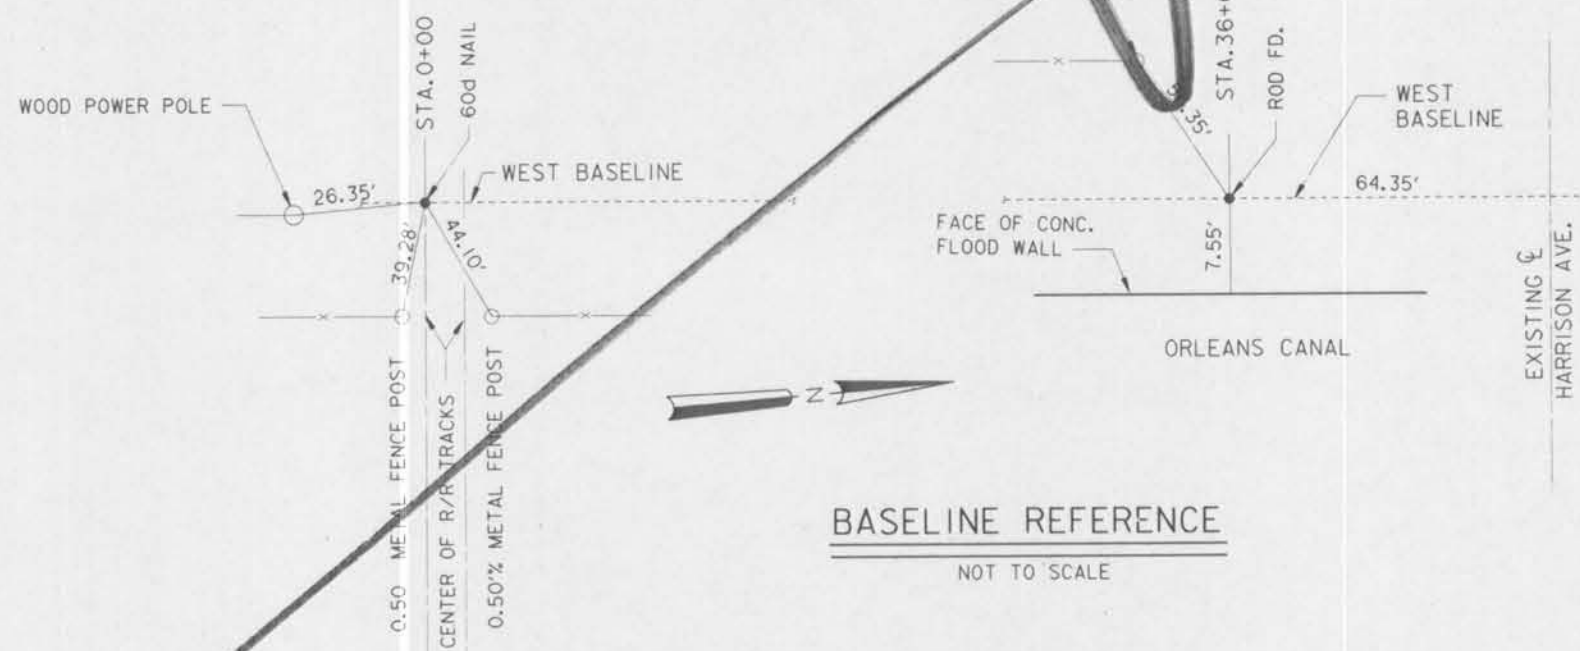 WOOD POWER POLE
26.35'
STA.0+00
60d NAIL
WEST BASELINE
39.28'
44.10'
0.50 METAL FENCE POST
CENTER OF R/R TRACKS
0.50'% METAL FENCE POST
N
STA.36+
ROD FD.
WEST
BASELINE
64.35'
FACE OF CONC.
FLOOD WALL
7.55'
ORLEANS CANAL
EXISTING ℄
HARRISON AVE.
BASELINE REFERENCE
NOT TO SCALE